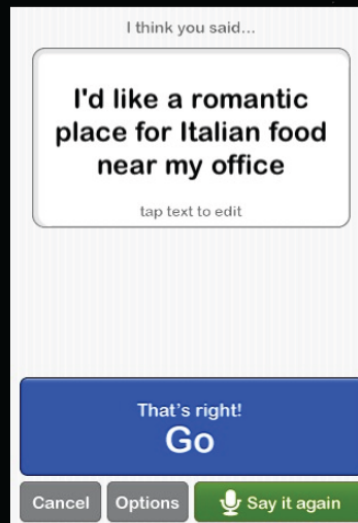 I think you said...
I'd like a romantic
place for Italian food
near my office
tap text to edit
That's right!
Go
Cancel Options Say it again